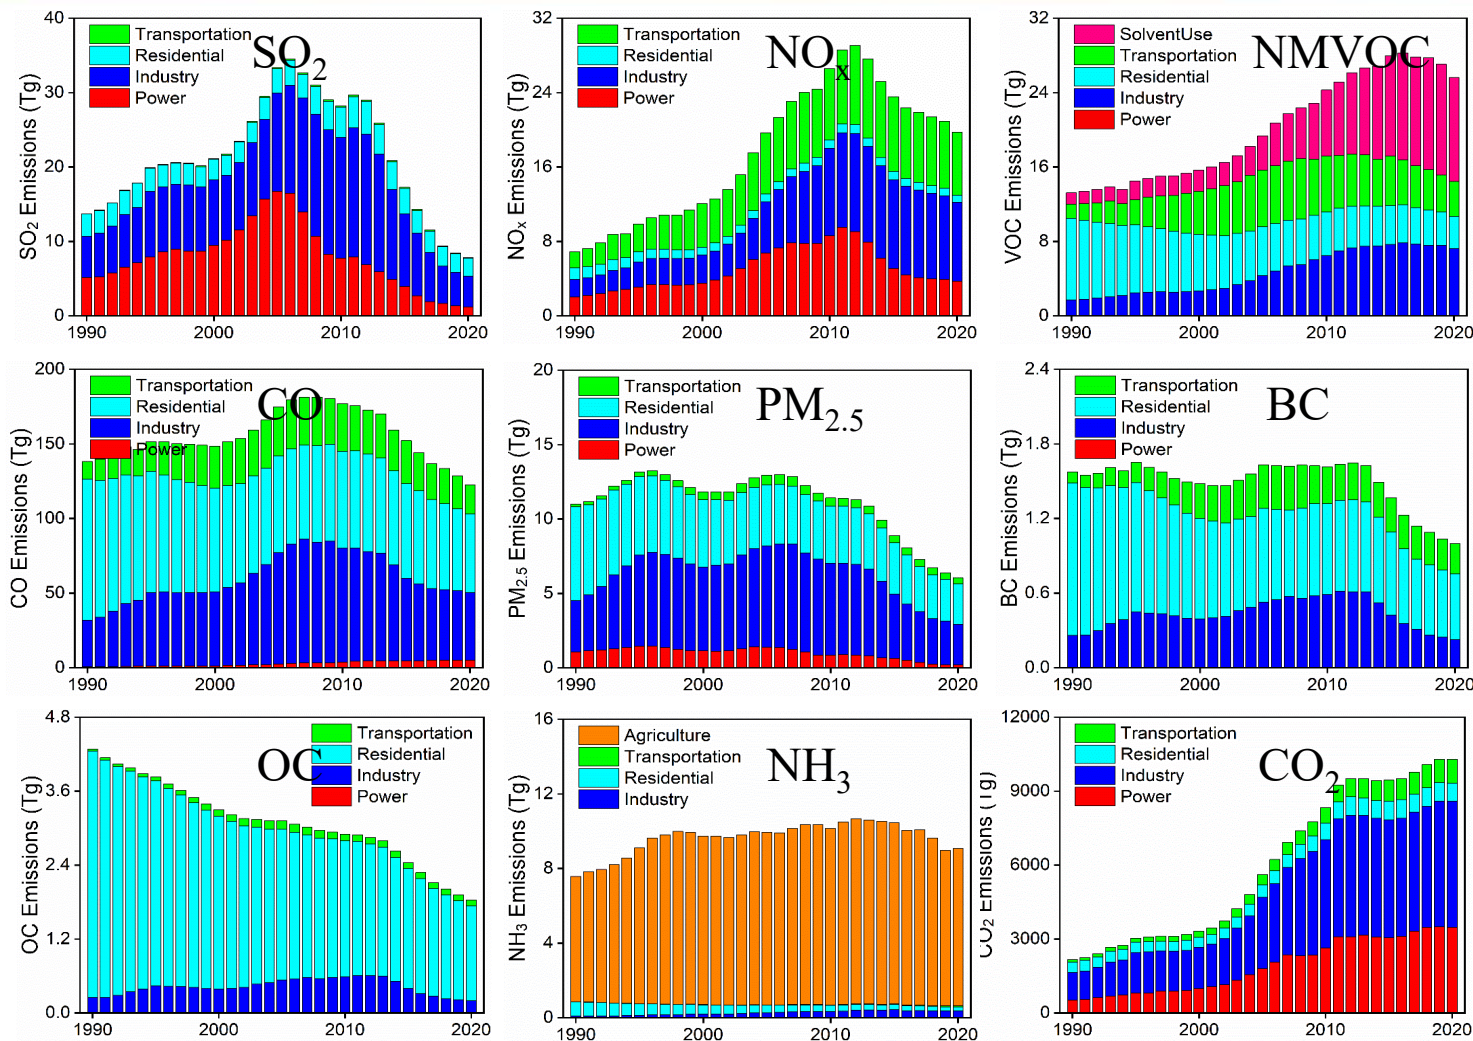 SO2
SO2 Emissions (Tg)
40
30
20
10
0
Transportation
Residential
Industry
Power
1990 2000 2010 2020
NOx
NOx Emissions (Tg)
32
24
16
8
0
Transportation
Residential
Industry
Power
1990 2000 2010 2020
NMVOC
VOC Emissions (Tg)
32
24
16
8
0
SolventUse
Transportation
Residential
Industry
Power
1990 2000 2010 2020
CO
CO Emissions (Tg)
200
150
100
50
0
Transportation
Residential
Industry
Power
1990 2000 2010 2020
PM2.5
PM2.5 Emissions (Tg)
20
15
10
5
0
Transportation
Residential
Industry
Power
1990 2000 2010 2020
BC
BC Emissions (Tg)
2.4
1.8
1.2
0.6
0.0
Transportation
Residential
Industry
Power
1990 2000 2010 2020
OC
OC Emissions (Tg)
4.8
3.6
2.4
1.2
0.0
Transportation
Residential
Industry
Power
1990 2000 2010 2020
NH3
NH3 Emissions (Tg)
16
12
8
4
0
Agriculture
Transportation
Residential
Industry
1990 2000 2010 2020
CO2
CO2 Emissions (Tg)
12000
9000
6000
3000
0
Transportation
Residential
Industry
Power
1990 2000 2010 2020